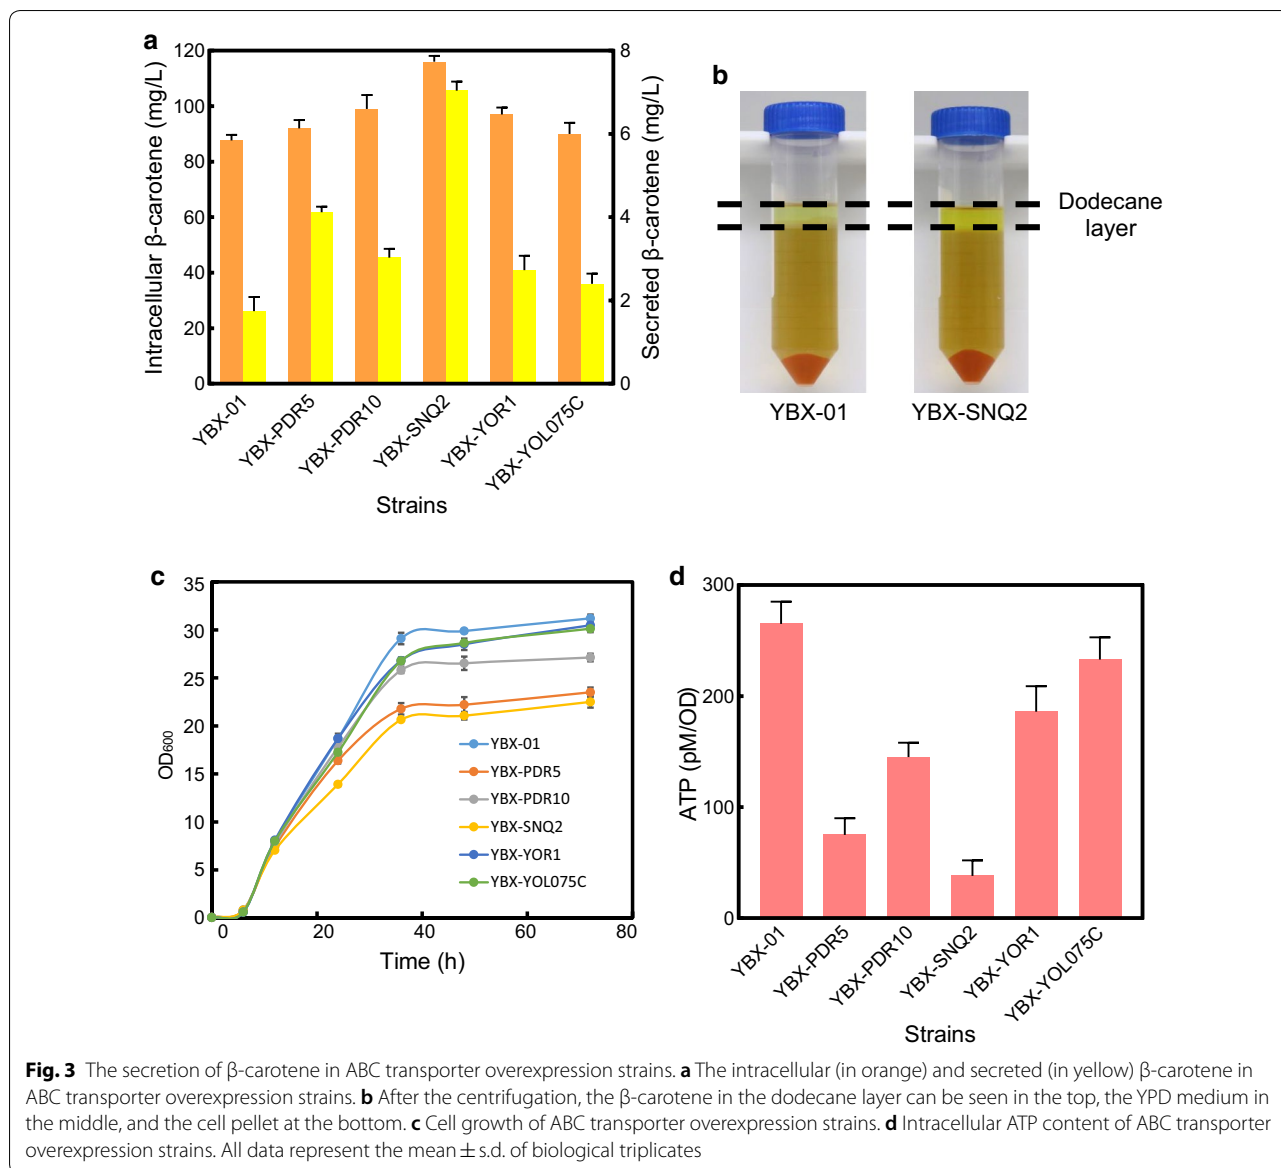 a
120
100
80
60
40
20
0
Intracellular β-carotene (mg/L)
8
6
4
2
0
Secreted β-carotene (mg/L)
YBX-01
YBX-PDR5
YBX-PDR10
YBX-SNQ2
YBX-YOR1
YBX-YOL075C
Strains
b
Dodecane
layer
YBX-01
YBX-SNQ2
c
35
30
25
20
15
10
5
0
OD600
0
20
40
60
80
Time (h)
YBX-01
YBX-PDR5
YBX-PDR10
YBX-SNQ2
YBX-YOR1
YBX-YOL075C
d
300
200
100
0
ATP (pM/OD)
YBX-01
YBX-PDR5
YBX-PDR10
YBX-SNQ2
YBX-YOR1
YBX-YOL075C
Strains
Fig. 3 The secretion of β-carotene in ABC transporter overexpression strains. a The intracellular (in orange) and secreted (in yellow) β-carotene in
ABC transporter overexpression strains. b After the centrifugation, the β-carotene in the dodecane layer can be seen in the top, the YPD medium in
the middle, and the cell pellet at the bottom. c Cell growth of ABC transporter overexpression strains. d Intracellular ATP content of ABC transporter
overexpression strains. All data represent the mean ± s.d. of biological triplicates